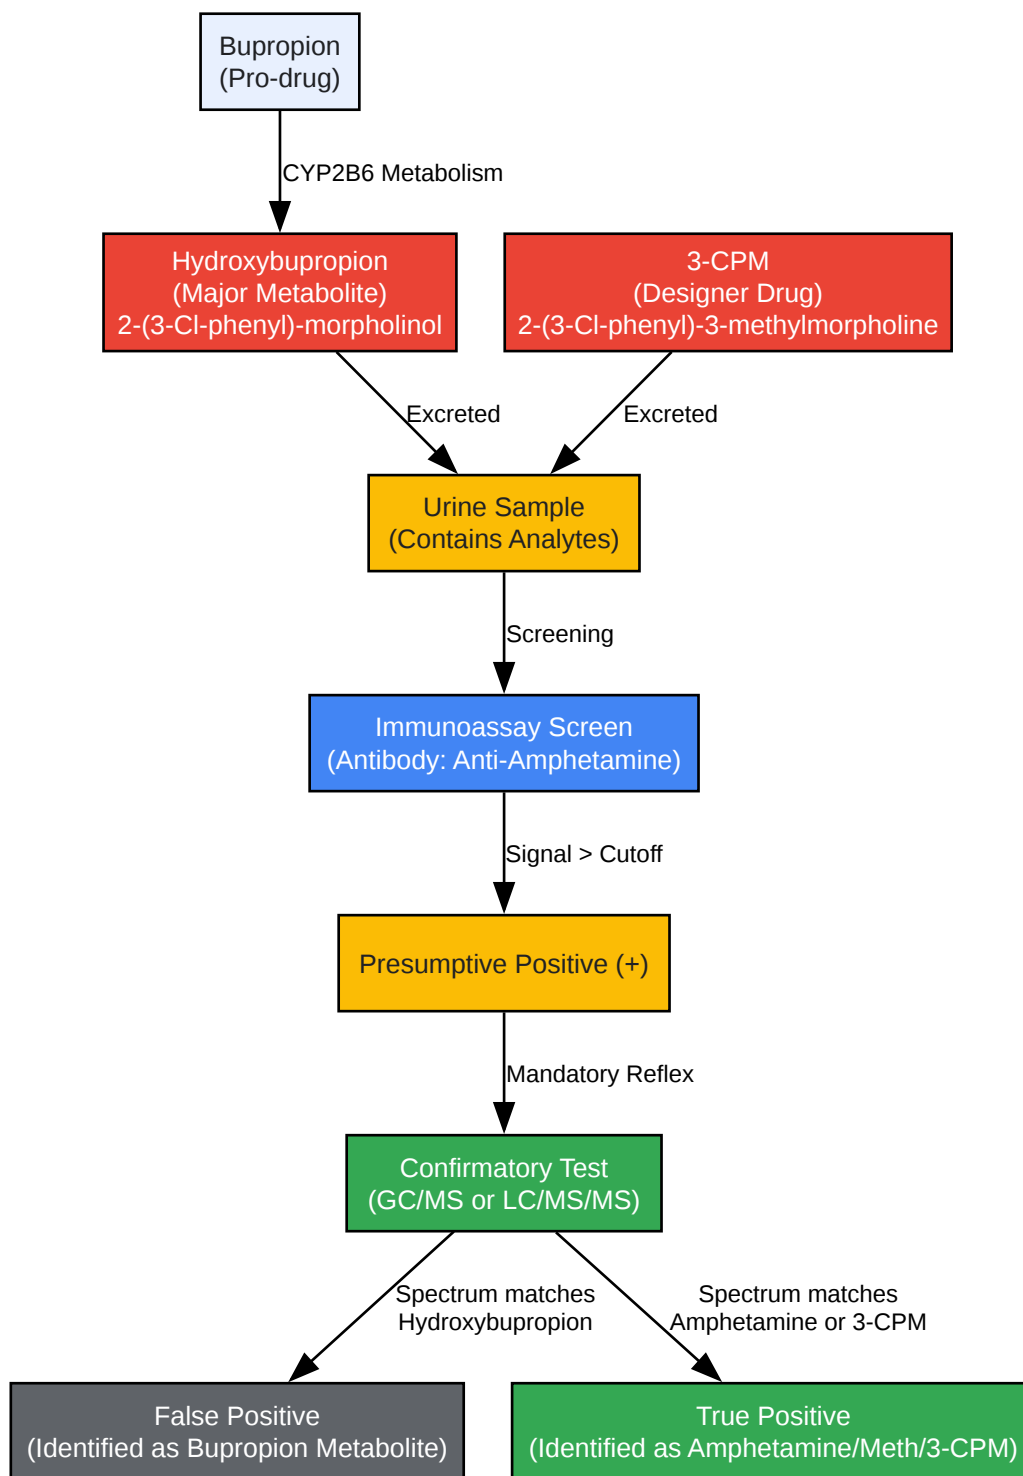 Bupropion
(Pro-drug)
CYP2B6 Metabolism
Hydroxybupropion
(Major Metabolite)
2-(3-Cl-phenyl)-morpholinol
3-CPM
(Designer Drug)
2-(3-Cl-phenyl)-3-methylmorpholine
Excreted
Excreted
Urine Sample
(Contains Analytes)
Screening
Immunoassay Screen
(Antibody: Anti-Amphetamine)
Signal > Cutoff
Presumptive Positive (+)
Mandatory Reflex
Confirmatory Test
(GC/MS or LC/MS/MS)
Spectrum matches
Hydroxybupropion
Spectrum matches
Amphetamine or 3-CPM
False Positive
(Identified as Bupropion Metabolite)
True Positive
(Identified as Amphetamine/Meth/3-CPM)